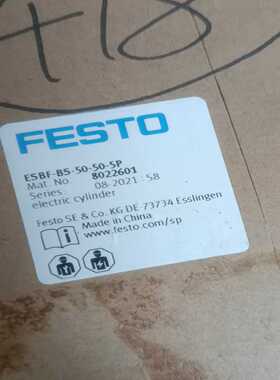 +18
FESTO
ESBF-BS-50-50-5P
Mat. No. 8022601
Series: 08-2021 S8
electric cylinder
Festo SE & Co. KG DE-73734 Esslingen
Made in China
www.festo.com/sp